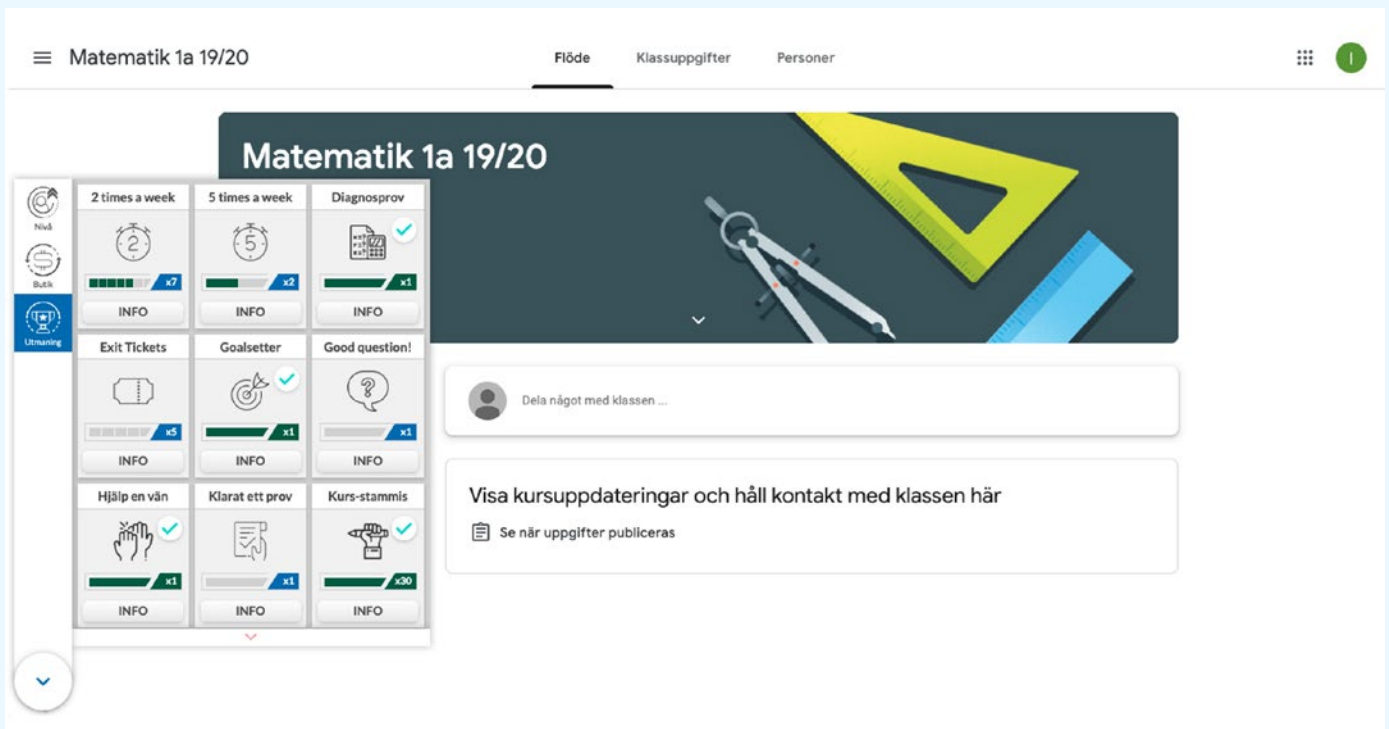 Matematik 1a 19/20
Flöde Klassuppgifter Personer
I
Matematik 1a 19/20
Nivå
Butik
Utmaning
2 times a week 5 times a week Diagnosprov
2 5
x7 x2 x1
INFO INFO INFO
Exit Tickets Goalsetter Good question!
?
x5 x1 x1
INFO INFO INFO
Hjälp en vän Klarat ett prov Kurs-stammis
x1 x1 x30
INFO INFO INFO
Dela något med klassen ...
Visa kursuppdateringar och håll kontakt med klassen här
Se när uppgifter publiceras